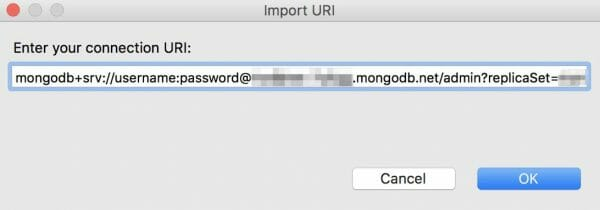 Import URI
Enter your connection URI:
mongodb+srv://username:password@ .mongodb.net/admin?replicaSet=
Cancel
OK